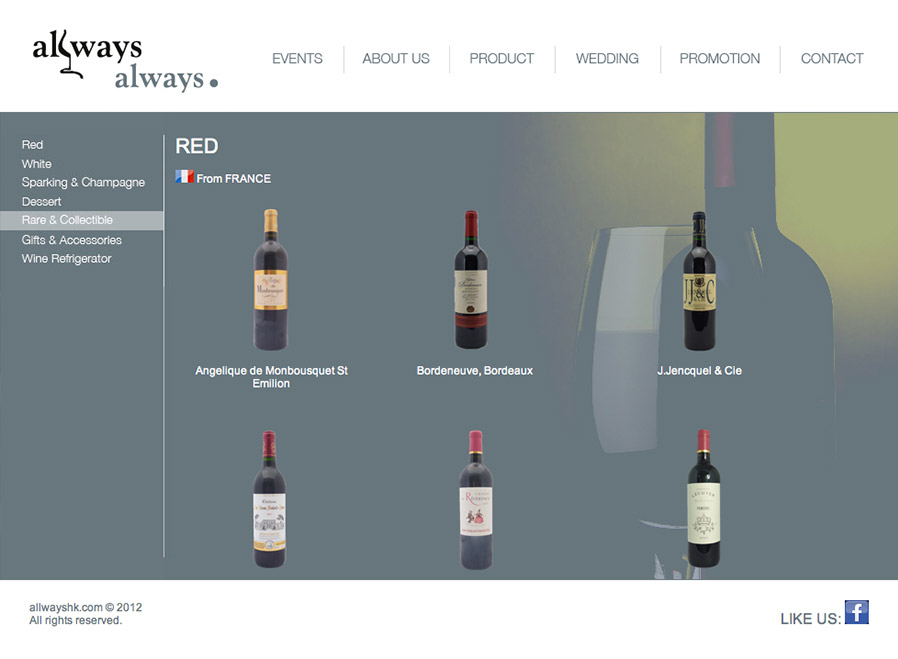 allways
always.
EVENTS
ABOUT US
PRODUCT
WEDDING
PROMOTION
CONTACT
Red
White
Sparking & Champagne
Dessert
Rare & Collectible
Gifts & Accessories
Wine Refrigerator
RED
From FRANCE
Angelique de Monbousquet St
Emilion
Bordeneuve, Bordeaux
J.Jencquel & Cie
JJ&C
allwayshk.com © 2012
All rights reserved.
LIKE US: f